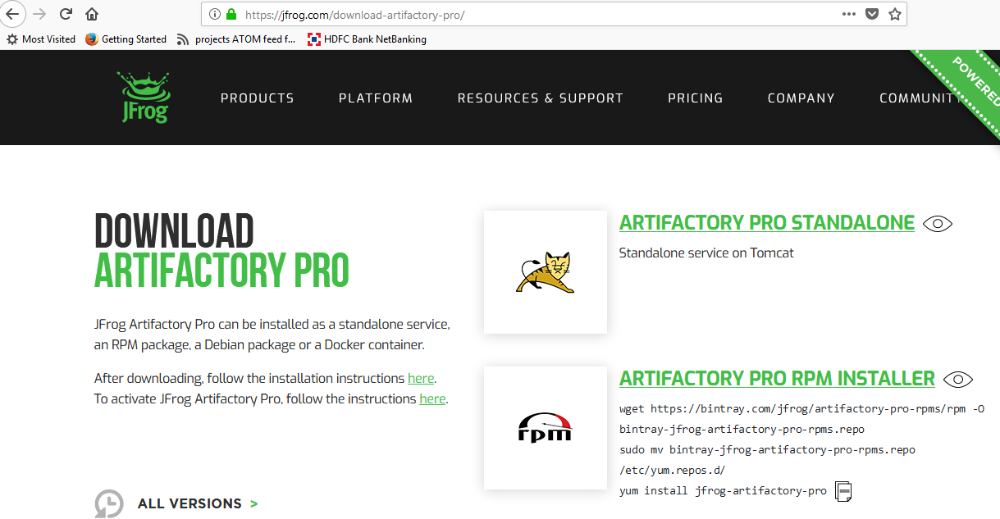 https://jfrog.com/download-artifactory-pro/
Most Visited
Getting Started
projects ATOM feed f...
HDFC Bank NetBanking
JFrog
PRODUCTS
PLATFORM
RESOURCES & SUPPORT
PRICING
COMPANY
COMMUNITY
POWERED
DOWNLOAD
ARTIFACTORY PRO
JFrog Artifactory Pro can be installed as a standalone service,
an RPM package, a Debian package or a Docker container.
After downloading, follow the installation instructions here.
To activate JFrog Artifactory Pro, follow the instructions here.
ALL VERSIONS >
ARTIFACTORY PRO STANDALONE
Standalone service on Tomcat
rpm
ARTIFACTORY PRO RPM INSTALLER
wget https://bintray.com/jfrog/artifactory-pro-rpms/rpm -O
bintray-jfrog-artifactory-pro-rpms.repo
sudo mv bintray-jfrog-artifactory-pro-rpms.repo
/etc/yum.repos.d/
yum install jfrog-artifactory-pro